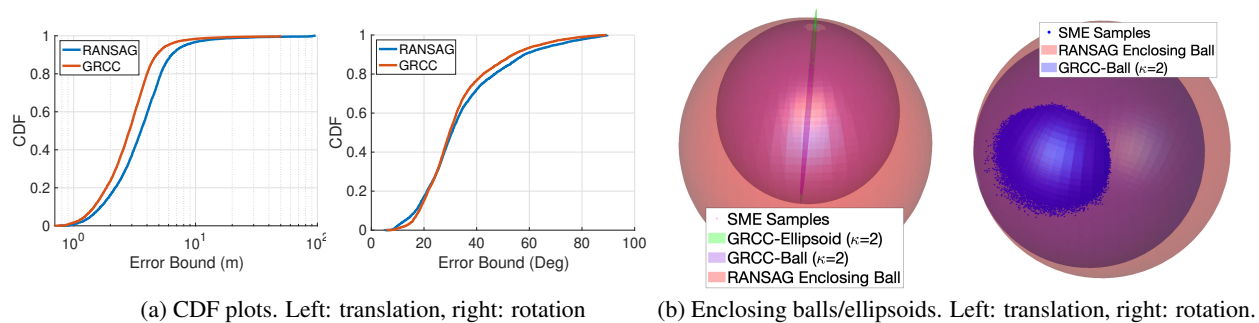 1
0.8
0.6
0.4
0.2
0
CDF
RANSAG
GRCC
10^0
10^1
10^2
Error Bound (m)
1
0.8
0.6
0.4
0.2
0
CDF
RANSAG
GRCC
0
20
40
60
80
100
Error Bound (Deg)
(a) CDF plots. Left: translation, right: rotation
SME Samples
GRCC-Ellipsoid (κ=2)
GRCC-Ball (κ=2)
RANSAG Enclosing Ball
SME Samples
RANSAG Enclosing Ball
GRCC-Ball (κ=2)
(b) Enclosing balls/ellipsoids. Left: translation, right: rotation.